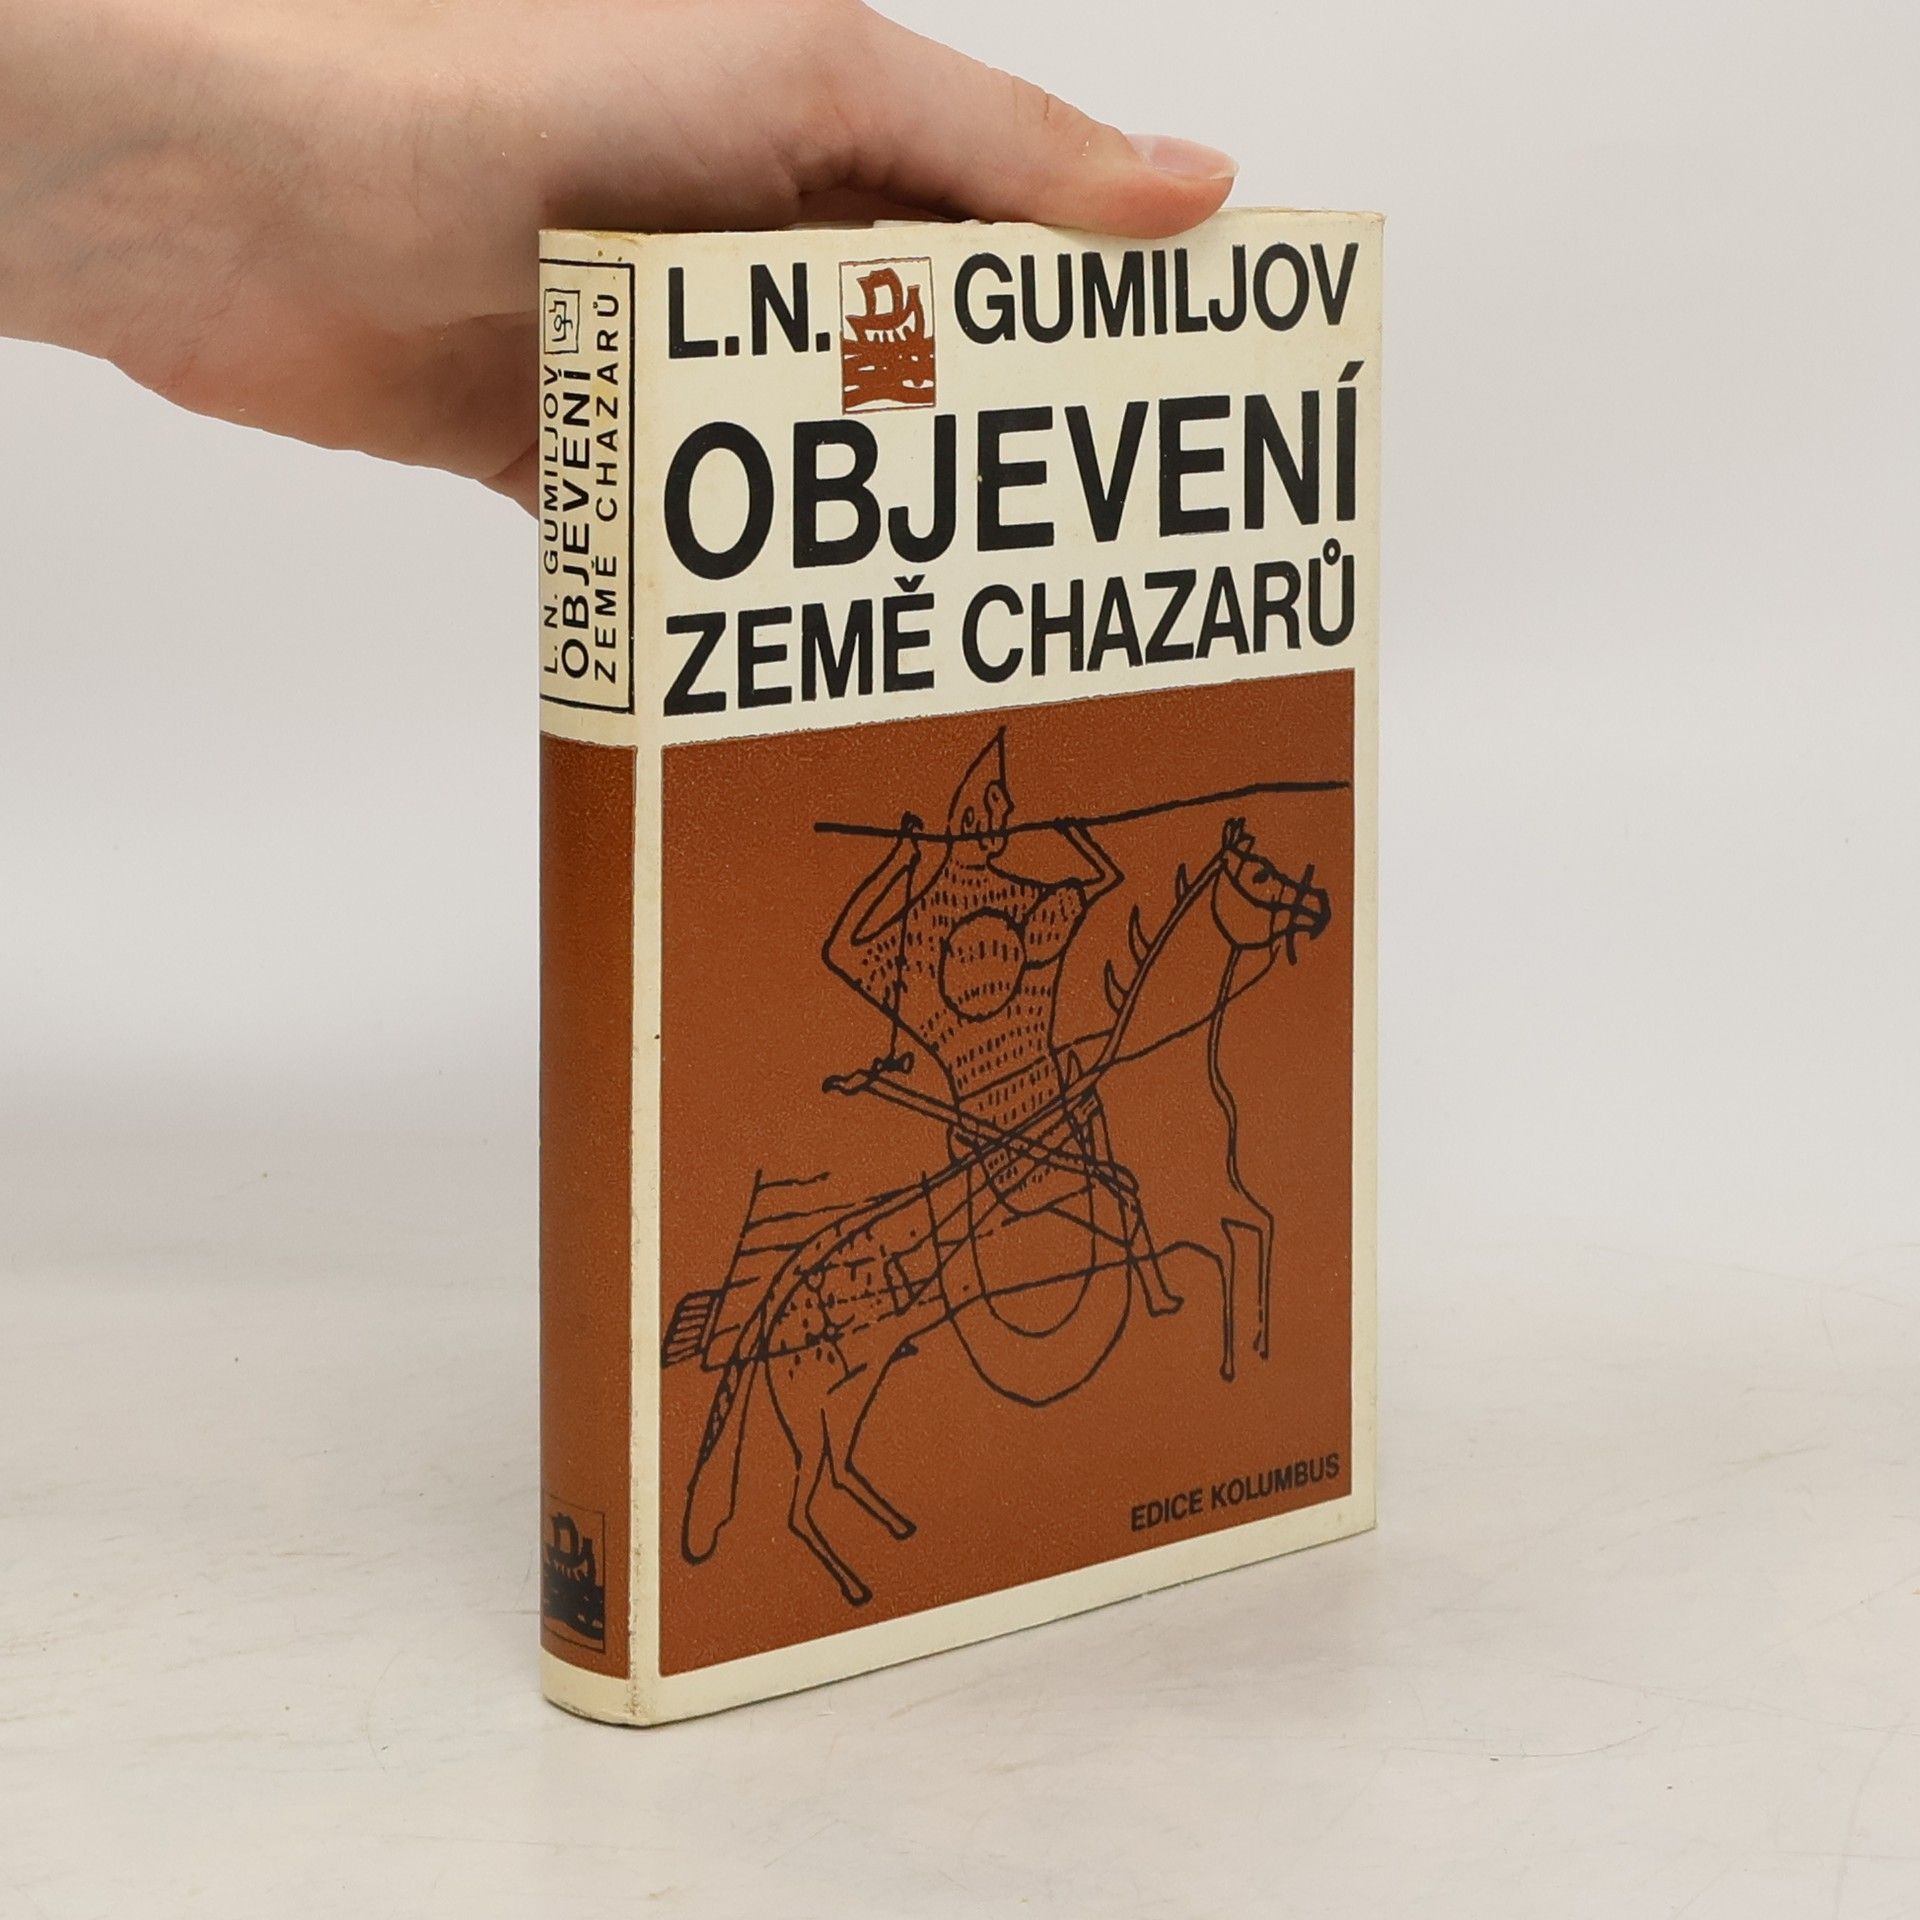 L.N. GUMILJOV
OBJEVENÍ
ZEMĚ CHAZARŮ
EDICE KOLUMBUS
L. N. GUMILJOV
OBJEVENÍ
ZEMĚ CHAZARŮ